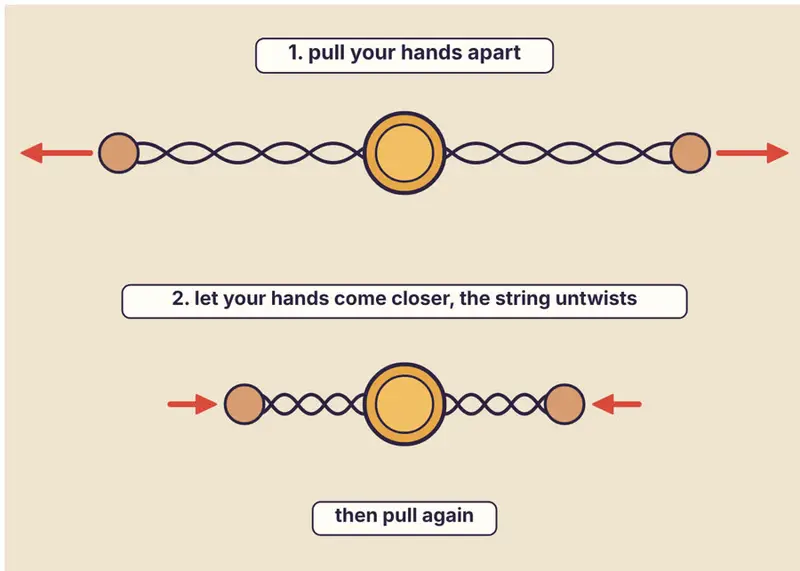 1. pull your hands apart
2. let your hands come closer, the string untwists
then pull again